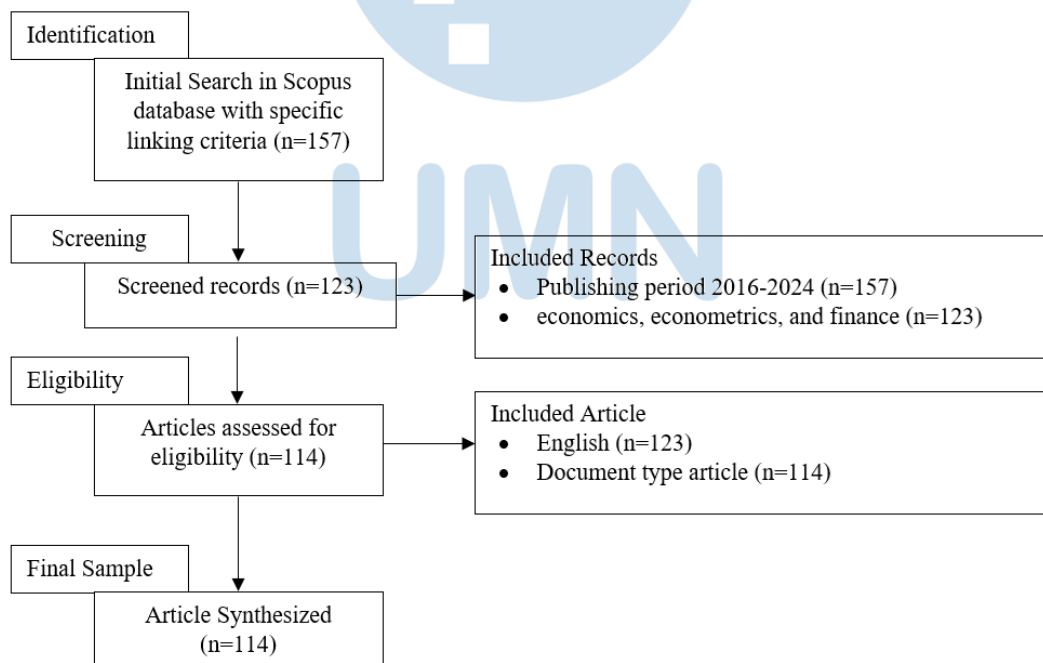 Identification
Initial Search in Scopus
database with specific
linking criteria (n=157)
UMN
Screening
Screened records (n=123)
Included Records
• Publishing period 2016-2024 (n=157)
• economics, econometrics, and finance (n=123)
Eligibility
Articles assessed for
eligibility (n=114)
Included Article
• English (n=123)
• Document type article (n=114)
Final Sample
Article Synthesized
(n=114)